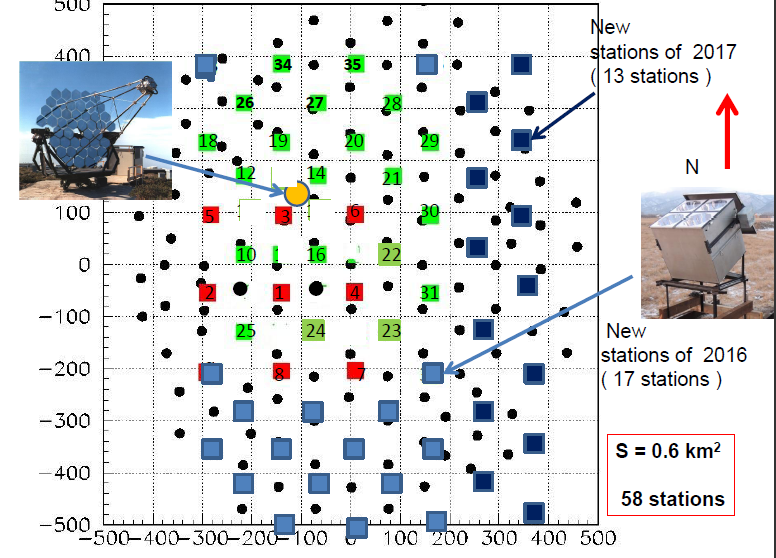 500
New
stations of 2017
( 13 stations )
400
34 35
26 27 28
18 19 20 29
N
12 14 21
100
5 3 6 30
10 16 22
0
2 1 4 31
-100
25 24 23
New
stations of 2016
( 17 stations )
-200
8 7
-300
-400
S = 0.6 km²
58 stations
-500
-500 -400 -300 -200 -100 0 100 200 300 400 500